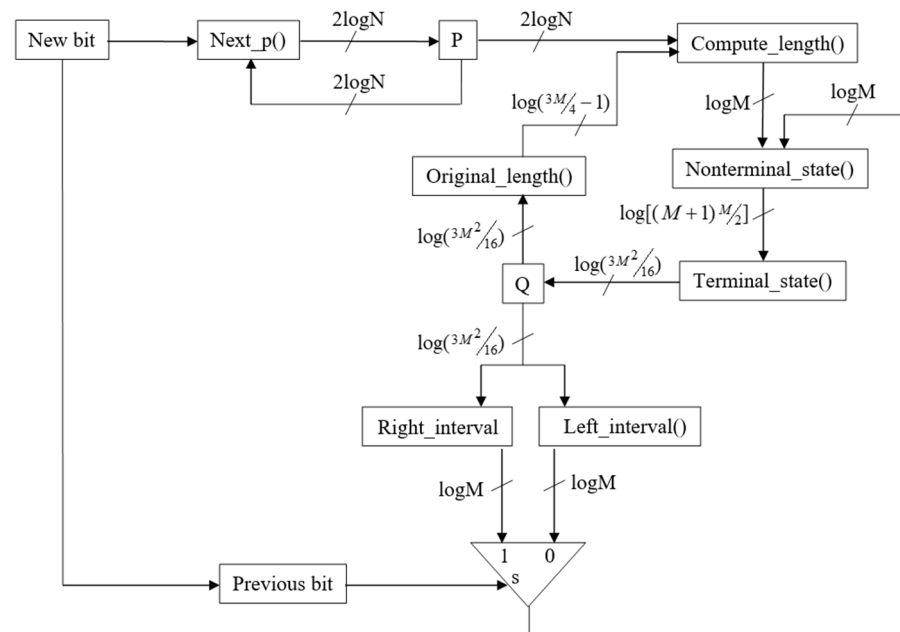 2logN
2logN
New bit
Next_p()
P
Compute_length()
2logN
log(3M/4 − 1)
logM
logM
Original_length()
Nonterminal_state()
log[(M+1) M/2]
log(3M²/16)
log(3M²/16)
Q
Terminal_state()
log(3M²/16)
Right_interval
Left_interval()
logM
logM
1 0
s
Previous bit